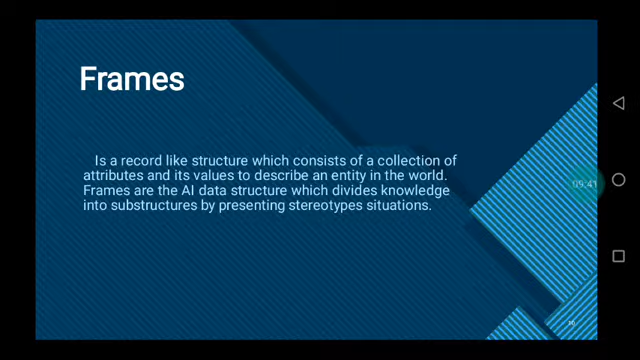 Frames
Is a record like structure which consists of a collection of
attributes and its values to describe an entity in the world.
Frames are the AI data structure which divides knowledge
into substructures by presenting stereotypes situations.
09:41
16